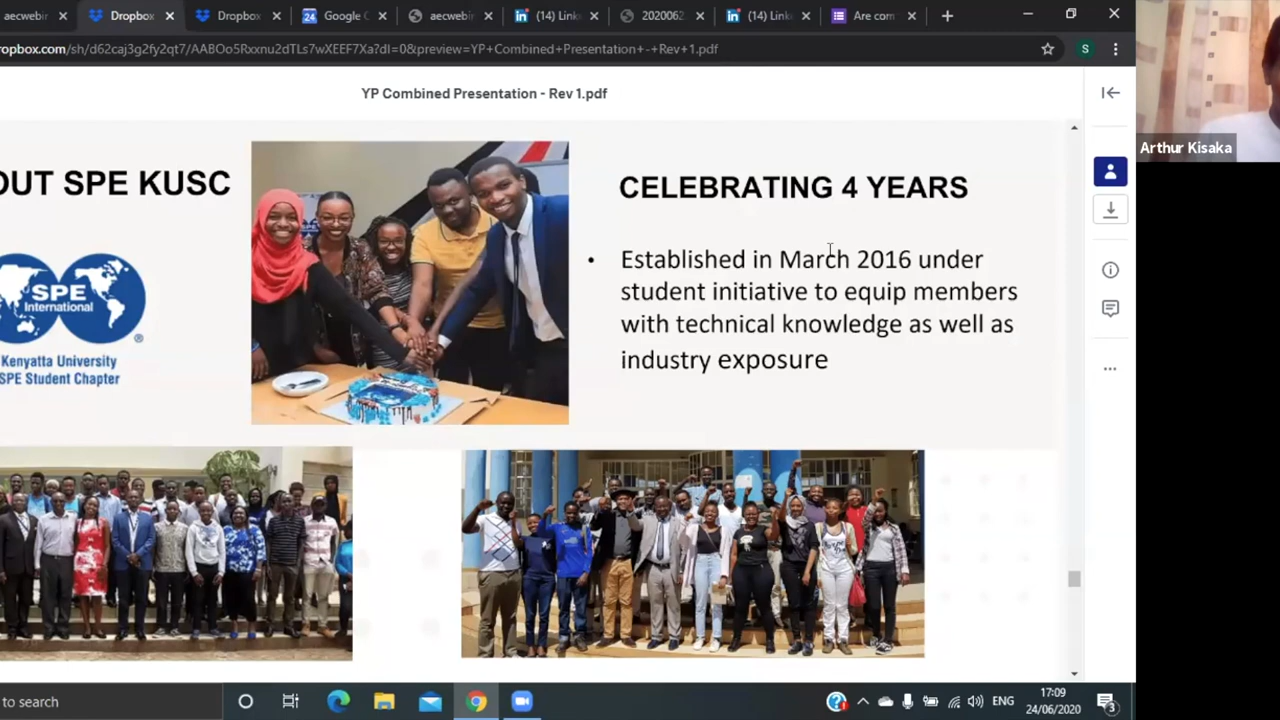 aecwebin
Dropbox
Dropbox
Google C
aecwebin
(14) Link
2020062
(14) Link
Are com
ropbox.com/sh/d62caj3g2fy2qt7/AABOo5Rxxnu2dTLs7wXEEF7Xa?dl=0&preview=YP+Combined+Presentation+-+Rev+1.pdf
S
YP Combined Presentation - Rev 1.pdf
Arthur Kisaka
OUT SPE KUSC
CELEBRATING 4 YEARS
• Established in March 2016 under
student initiative to equip members
with technical knowledge as well as
industry exposure
SPE
International
Kenyatta University
SPE Student Chapter
to search
ENG
17:09
24/06/2020
3